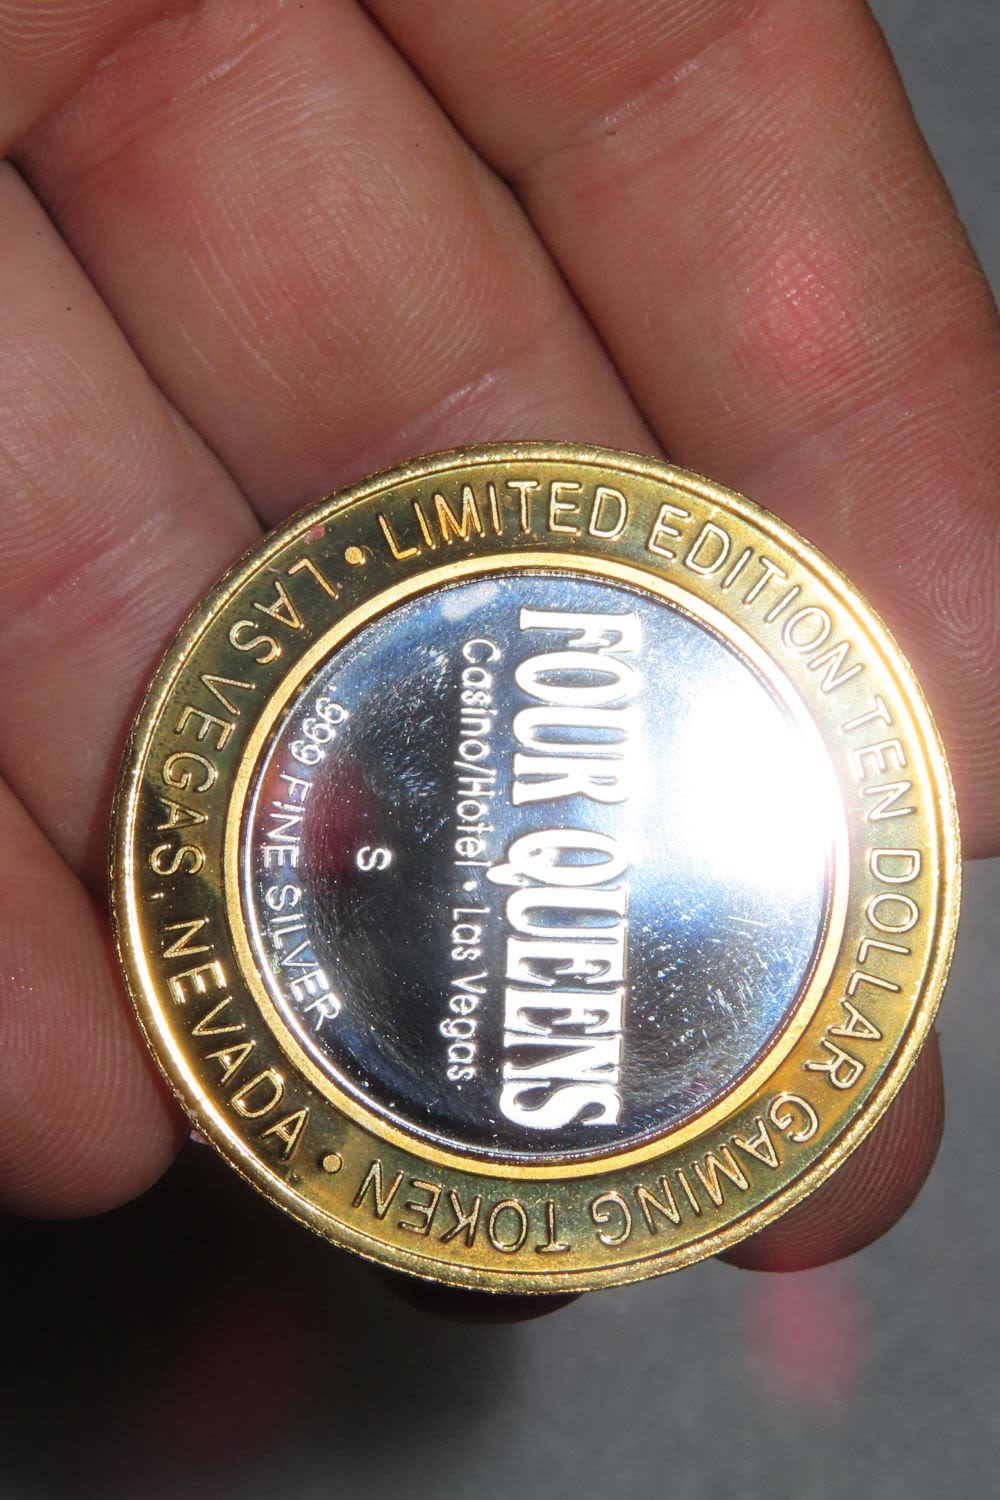 • LIMITED EDITION TEN DOLLAR GAMING TOKEN •
FOUR QUEENS
Casino/Hotel • Las Vegas
S
.999 FINE SILVER
LAS VEGAS, NEVADA